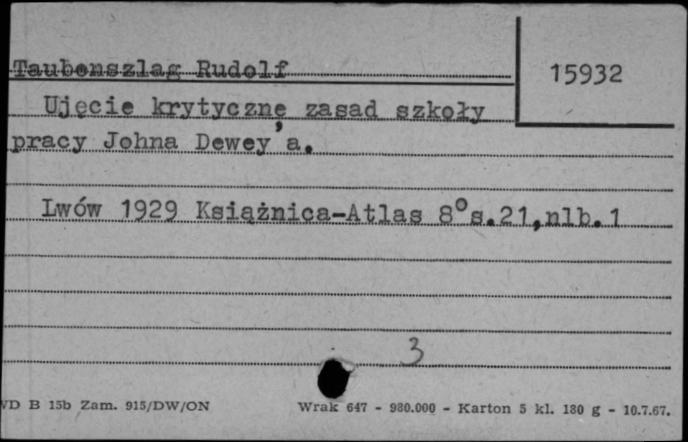 Taubenszlag Rudolf
15932
Ujęcie krytyczne zasad szkoły
pracy Johna Dewey'a.
Lwów 1929 Książnica-Atlas 8° s.21,nlb.1
3
VD B 15b Zam. 915/DW/ON
Wrak 647 - 980.000 - Karton 5 kl. 180 g - 10.7.67.